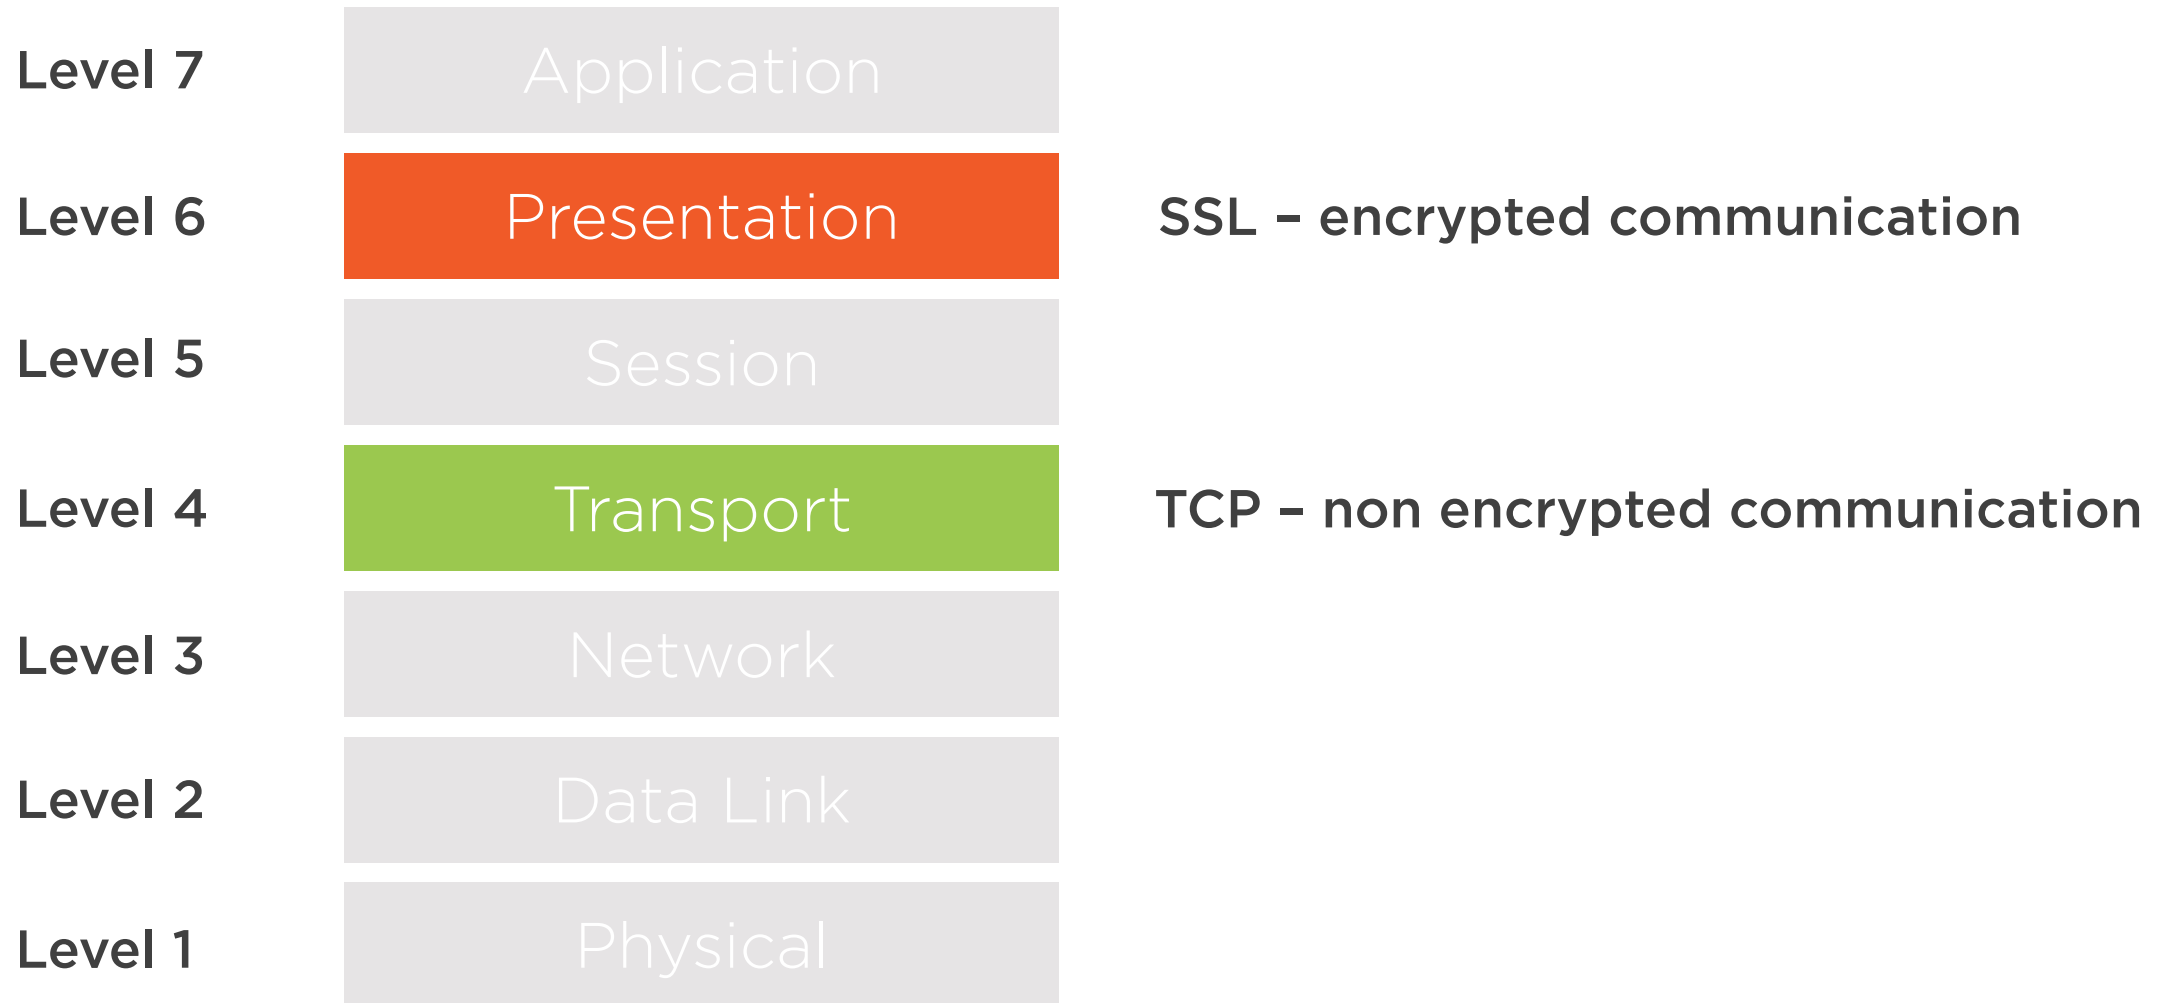 Level 7 Application
Level 6 Presentation SSL – encrypted communication
Level 5 Session
Level 4 Transport TCP – non encrypted communication
Level 3 Network
Level 2 Data Link
Level 1 Physical